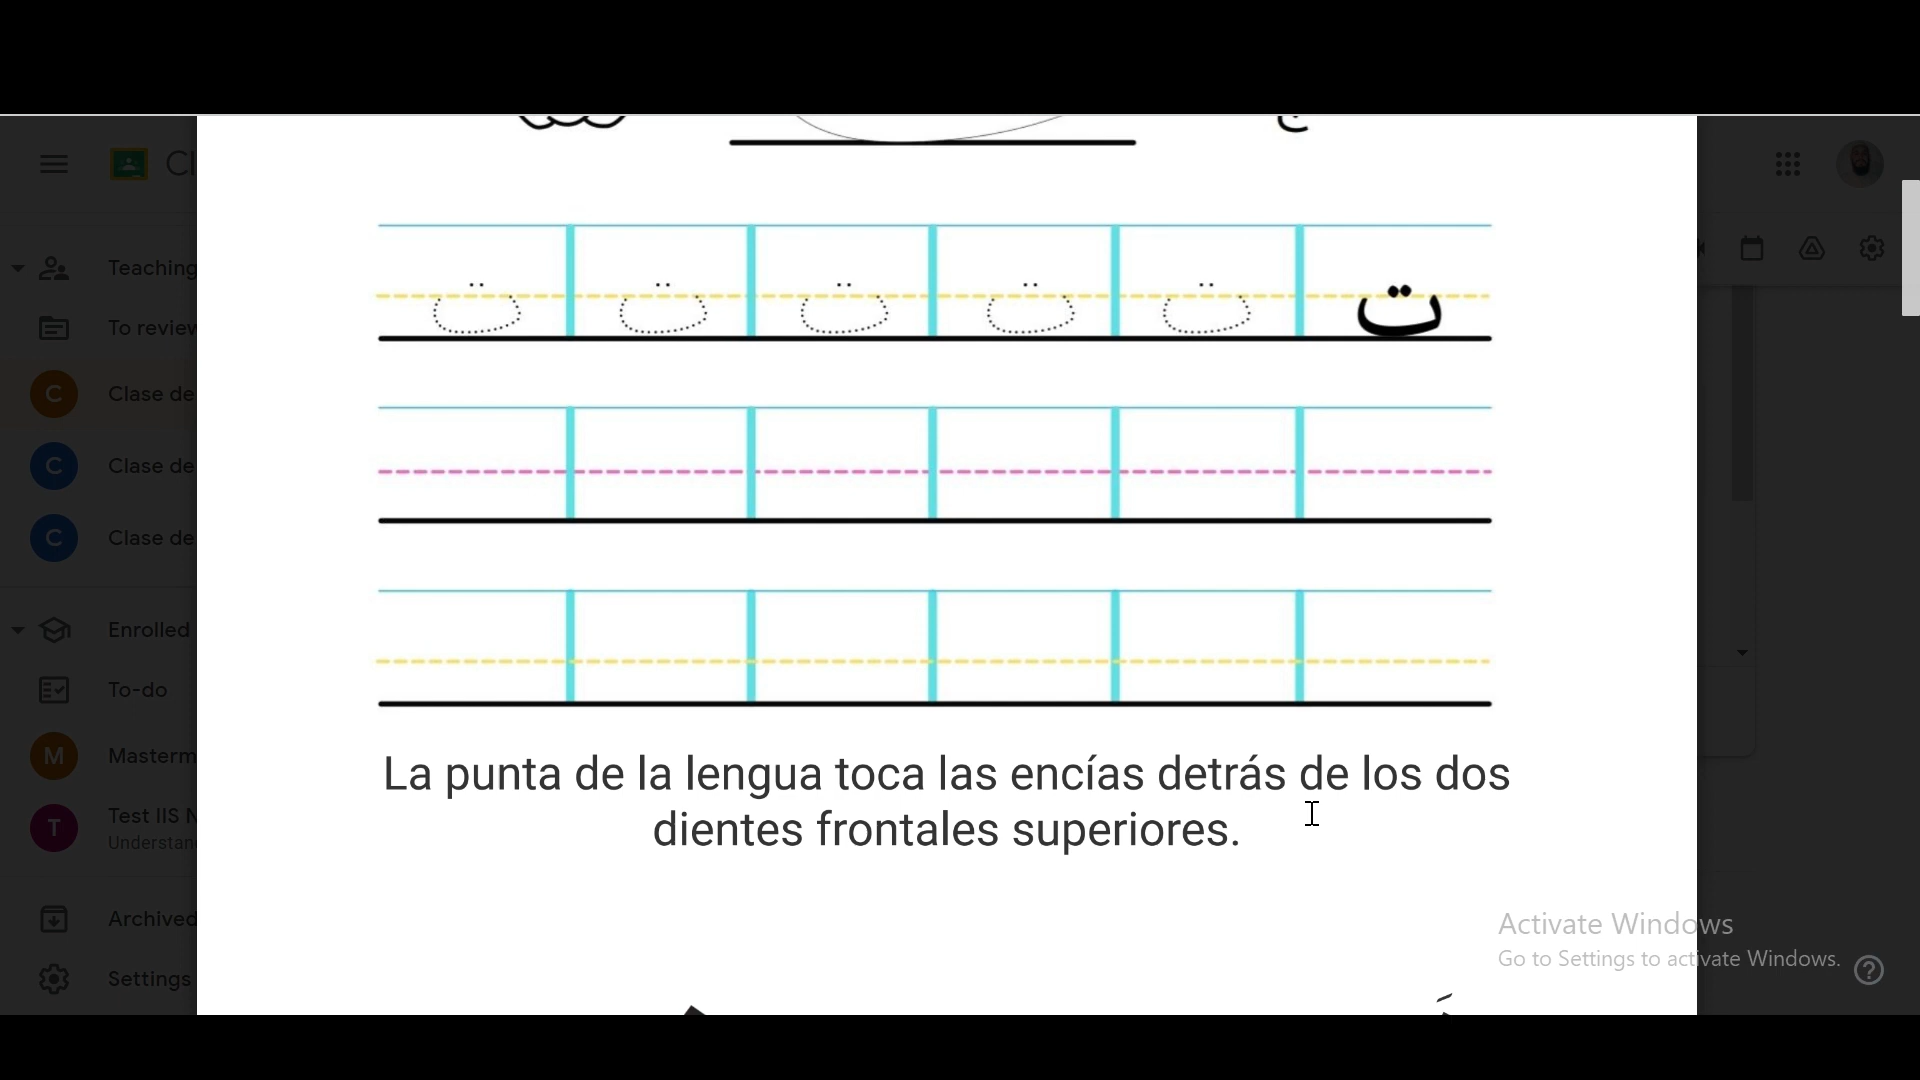 Cl
Teaching
To review
C Clase de
C Clase de
C Clase de
Enrolled
To-do
M Masterm
T Test IIS N
Understan
Archived
Settings
ت ت ت ت ت ت
La punta de la lengua toca las encías detrás de los dos
dientes frontales superiores.
Activate Windows
Go to Settings to activate Windows.